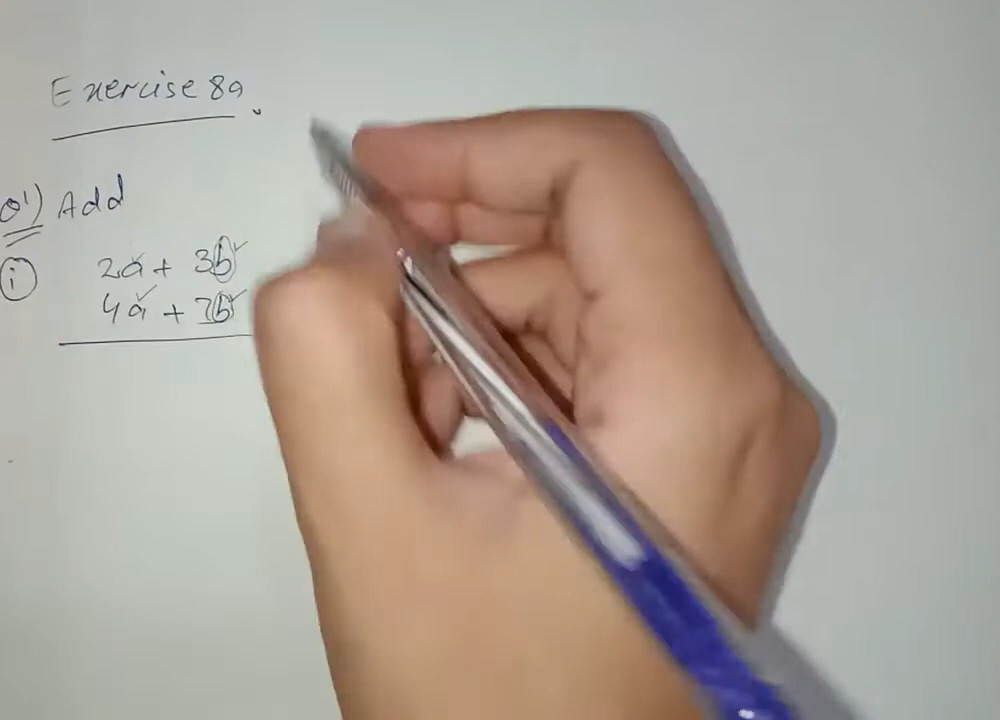 Exercise 8a.
Q1) Add
i 2a + 3b
4a + 7b